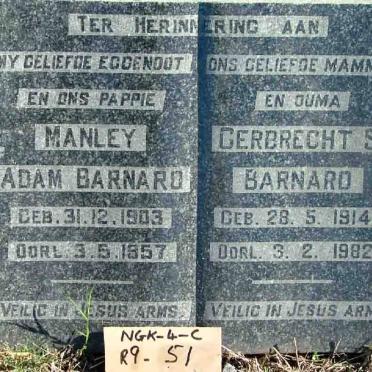 TER HERINNERING AAN
MY GELIEFDE EGGENOOT
EN ONS PAPPIE
MANLEY
ADAM BARNARD
GEB. 31.12.1903
OORL. 3.5.1957
VEILIG IN JESUS ARMS.
ONS GELIEFDE MAMM
EN OUMA
GERBRECHT S
BARNARD
GEB. 28.5.1914
OORL. 3.2.1982
VEILIG IN JESUS ARM
NGK-4-C
R9-51